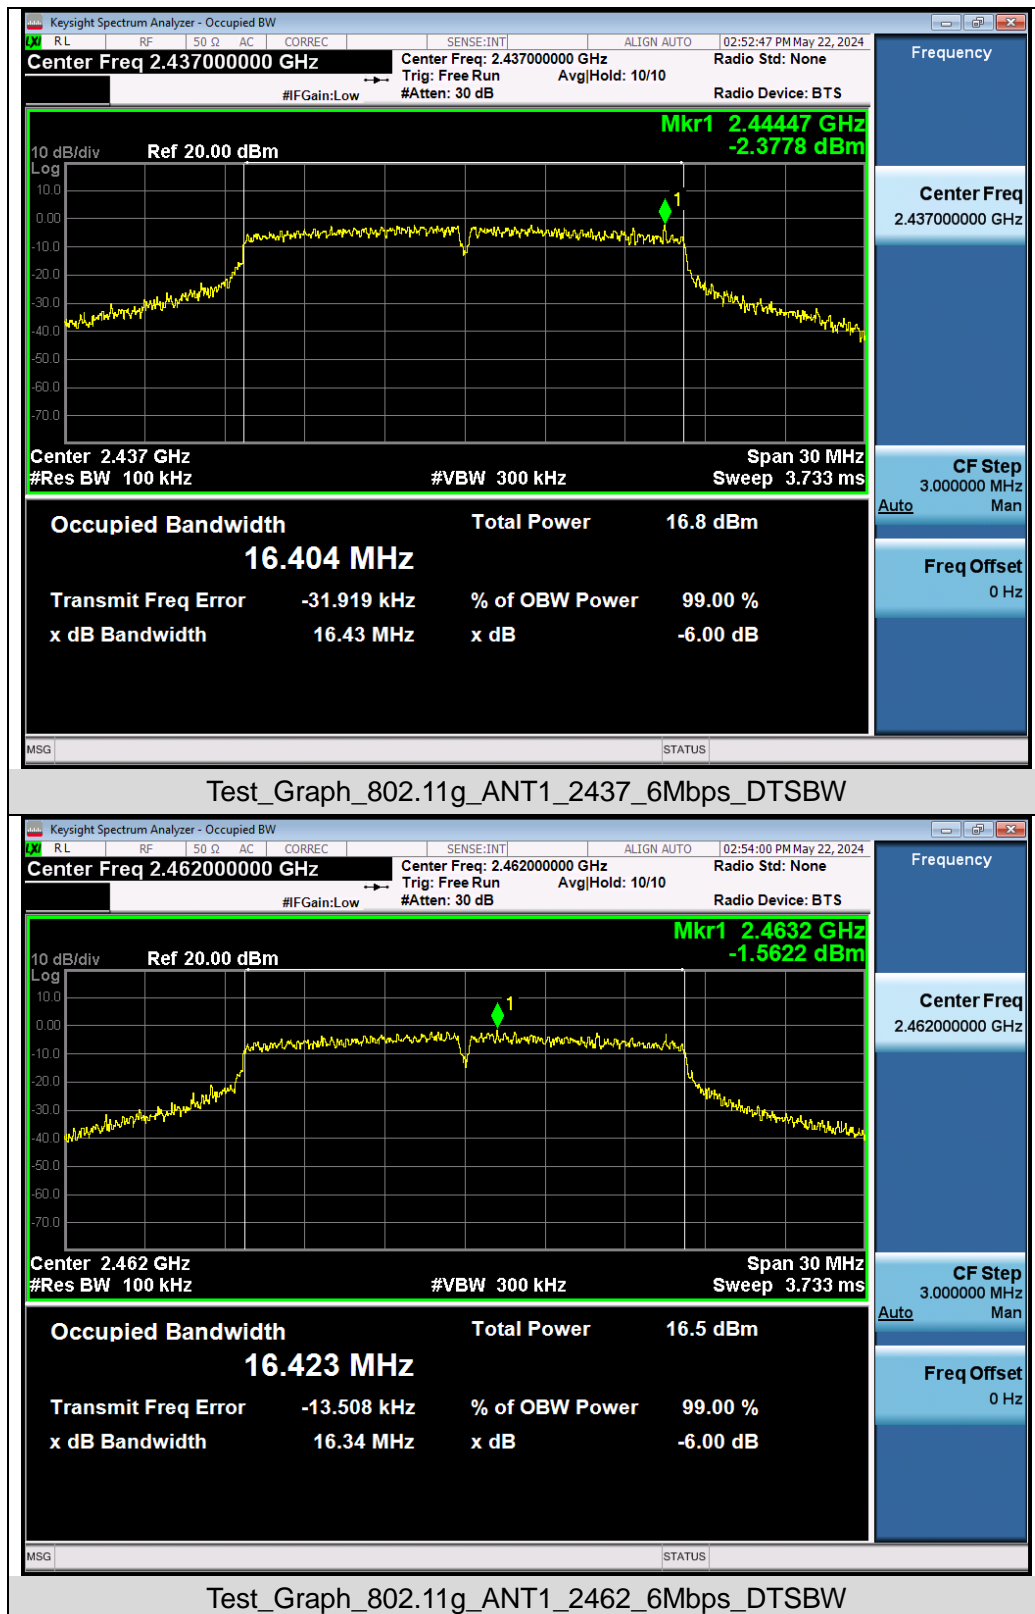 Keysight Spectrum Analyzer - Occupied BW
LXI RL RF 50 Ω AC CORREC SENSE:INT ALIGN AUTO 02:52:47 PM May 22, 2024
Center Freq 2.437000000 GHz
Center Freq: 2.437000000 GHz Radio Std: None
Trig: Free Run Avg|Hold: 10/10
#IFGain:Low #Atten: 30 dB Radio Device: BTS
Mkr1 2.44447 GHz
-2.3778 dBm
10 dB/div Ref 20.00 dBm
Log
10.0
0.00
-10.0
-20.0
-30.0
-40.0
-50.0
-60.0
-70.0
1
Center 2.437 GHz Span 30 MHz
#Res BW 100 kHz #VBW 300 kHz Sweep 3.733 ms
Occupied Bandwidth Total Power 16.8 dBm
16.404 MHz
Transmit Freq Error -31.919 kHz % of OBW Power 99.00 %
x dB Bandwidth 16.43 MHz x dB -6.00 dB
MSG STATUS
Frequency
Center Freq
2.437000000 GHz
CF Step
3.000000 MHz
Auto Man
Freq Offset
0 Hz
Test_Graph_802.11g_ANT1_2437_6Mbps_DTSBW
Keysight Spectrum Analyzer - Occupied BW
LXI RL RF 50 Ω AC CORREC SENSE:INT ALIGN AUTO 02:54:00 PM May 22, 2024
Center Freq 2.462000000 GHz
Center Freq: 2.462000000 GHz Radio Std: None
Trig: Free Run Avg|Hold: 10/10
#IFGain:Low #Atten: 30 dB Radio Device: BTS
Mkr1 2.4632 GHz
-1.5622 dBm
10 dB/div Ref 20.00 dBm
Log
10.0
0.00
-10.0
-20.0
-30.0
-40.0
-50.0
-60.0
-70.0
1
Center 2.462 GHz Span 30 MHz
#Res BW 100 kHz #VBW 300 kHz Sweep 3.733 ms
Occupied Bandwidth Total Power 16.5 dBm
16.423 MHz
Transmit Freq Error -13.508 kHz % of OBW Power 99.00 %
x dB Bandwidth 16.34 MHz x dB -6.00 dB
MSG STATUS
Frequency
Center Freq
2.462000000 GHz
CF Step
3.000000 MHz
Auto Man
Freq Offset
0 Hz
Test_Graph_802.11g_ANT1_2462_6Mbps_DTSBW